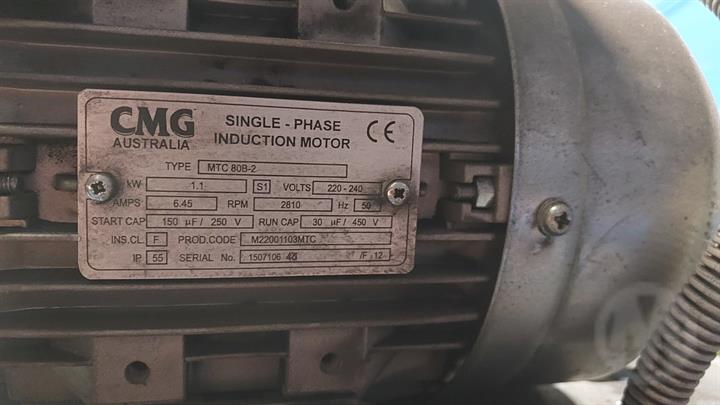 CMG
AUSTRALIA
SINGLE - PHASE
INDUCTION MOTOR
CE
TYPE MTC 80B-2
kW 1.1 S1 VOLTS 220 - 240
AMPS 6.45 RPM 2810 Hz 50
START CAP 150 µF / 250 V RUN CAP 30 µF / 450 V
INS.CL F PROD.CODE M22001103MTC
IP 55 SERIAL No. 1507106 /F 12